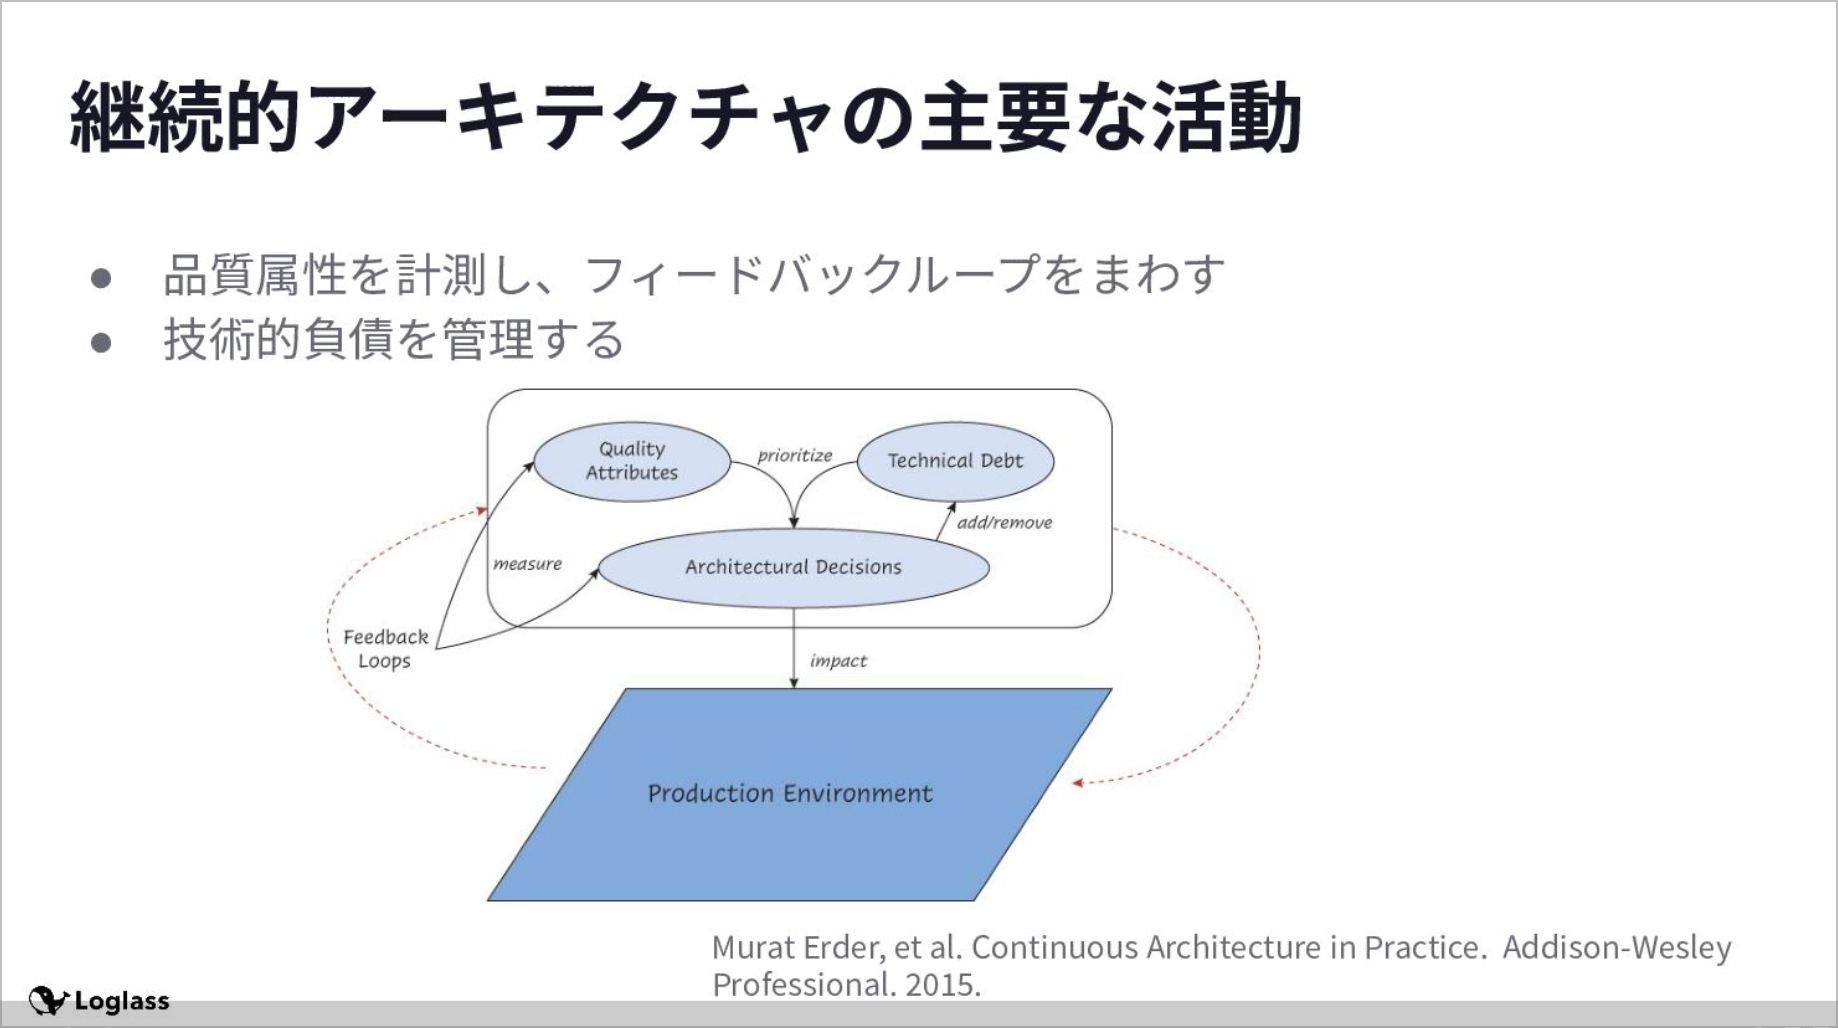 継続的アーキテクチャの主要な活動
● 品質属性を計測し、フィードバックループをまわす
● 技術的負債を管理する
Quality
Attributes
prioritize
Technical Debt
add/remove
measure
Architectural Decisions
Feedback
Loops
impact
Production Environment
Murat Erder, et al. Continuous Architecture in Practice. Addison-Wesley
Professional. 2015.
Loglass